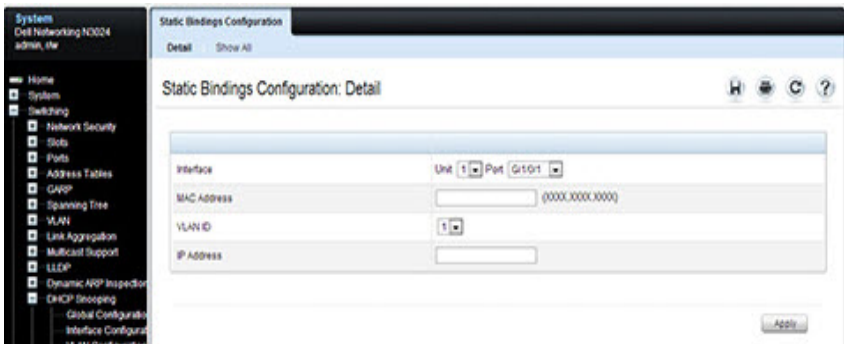 System
Dell Networking N3024
admin, r/w
Home
System
Switching
Network Security
Slots
Ports
Address Tables
GARP
Spanning Tree
VLAN
Link Aggregation
Multicast Support
LLDP
Dynamic ARP Inspection
DHCP Snooping
Global Configuratio
Interface Configurat
Static Bindings Configuration
Detail Show All
Static Bindings Configuration: Detail
Interface Unit 1 Port Gi1/0/1
MAC Address (XXXX.XXXX.XXXX)
VLAN ID 1
IP Address
Apply